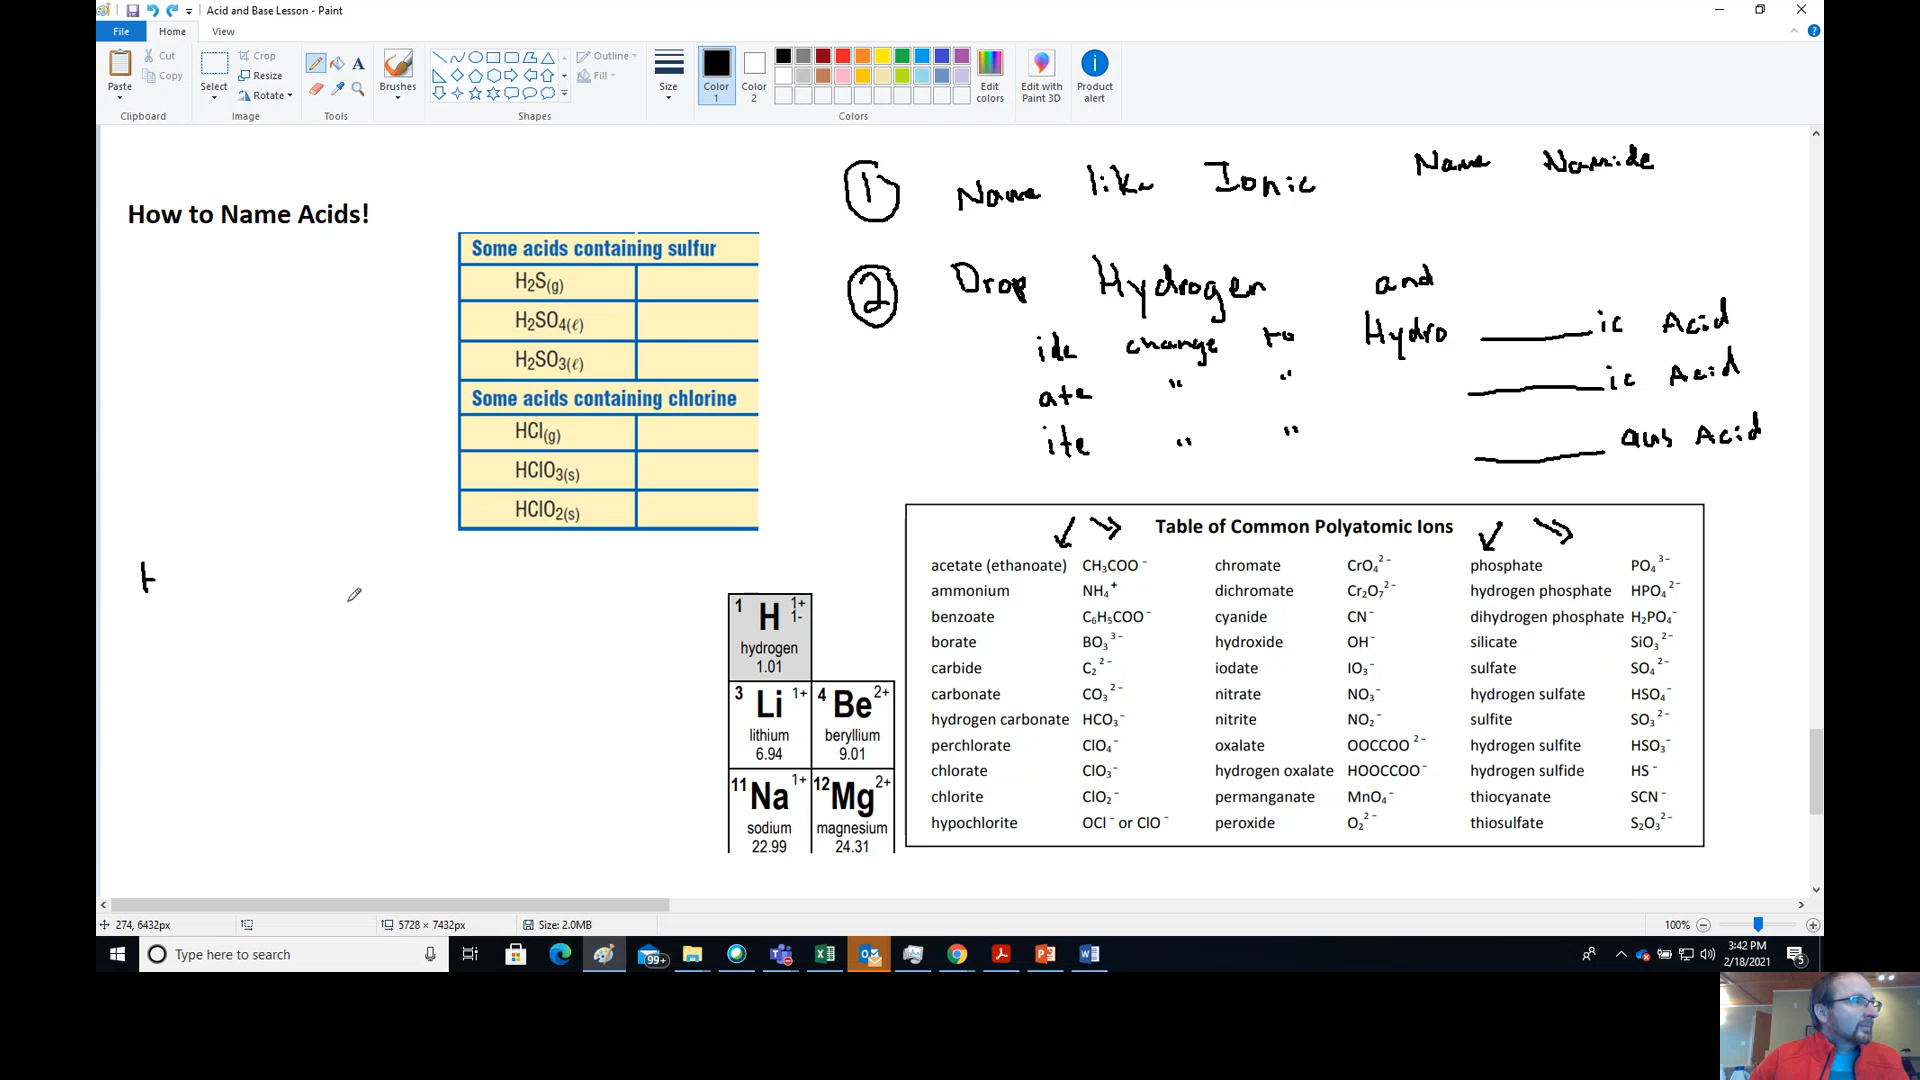 Acid and Base Lesson - Paint
File Home View
Paste
Cut
Copy
Clipboard
Select
Crop
Resize
Rotate
Image
A
Tools
Brushes
Shapes
Outline
Fill
Size
Color 1
Color 2
Colors
Edit colors
Edit with Paint 3D
Product alert
How to Name Acids!
Some acids containing sulfur
H₂S(g)
H₂SO₄(ℓ)
H₂SO₃(ℓ)
Some acids containing chlorine
HCl(g)
HClO₃(s)
HClO₂(s)
1 Name like Ionic Name Namide
2 Drop Hydrogen and
ide change to Hydro ____ic Acid
ate " " ____ic Acid
ite " " ____ous Acid
1 H 1+ 1-
hydrogen
1.01
3 Li 1+
lithium
6.94
4 Be 2+
beryllium
9.01
11 Na 1+
sodium
22.99
12 Mg 2+
magnesium
24.31
Table of Common Polyatomic Ions
acetate (ethanoate) CH₃COO⁻
ammonium NH₄⁺
benzoate C₆H₅COO⁻
borate BO₃³⁻
carbide C₂²⁻
carbonate CO₃²⁻
hydrogen carbonate HCO₃⁻
perchlorate ClO₄⁻
chlorate ClO₃⁻
chlorite ClO₂⁻
hypochlorite OCl⁻ or ClO⁻
chromate CrO₄²⁻
dichromate Cr₂O₇²⁻
cyanide CN⁻
hydroxide OH⁻
iodate IO₃⁻
nitrate NO₃⁻
nitrite NO₂⁻
oxalate OOCCOO²⁻
hydrogen oxalate HOOCCOO⁻
permanganate MnO₄⁻
peroxide O₂²⁻
phosphate PO₄³⁻
hydrogen phosphate HPO₄²⁻
dihydrogen phosphate H₂PO₄⁻
silicate SiO₃²⁻
sulfate SO₄²⁻
hydrogen sulfate HSO₄⁻
sulfite SO₃²⁻
hydrogen sulfite HSO₃⁻
hydrogen sulfide HS⁻
thiocyanate SCN⁻
thiosulfate S₂O₃²⁻
274, 6432px
5728 × 7432px
Size: 2.0MB
100%
Type here to search
99+
3:42 PM
2/18/2021
5